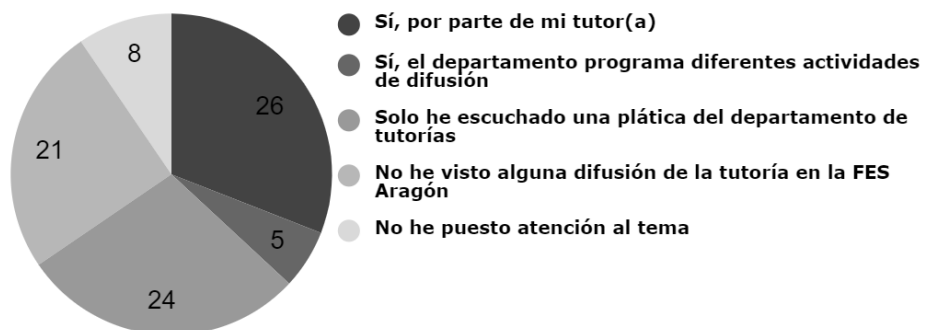 8
26
21
5
24
Sí, por parte de mi tutor(a)
Sí, el departamento programa diferentes actividades
de difusión
Solo he escuchado una plática del departamento de
tutorías
No he visto alguna difusión de la tutoría en la FES
Aragón
No he puesto atención al tema